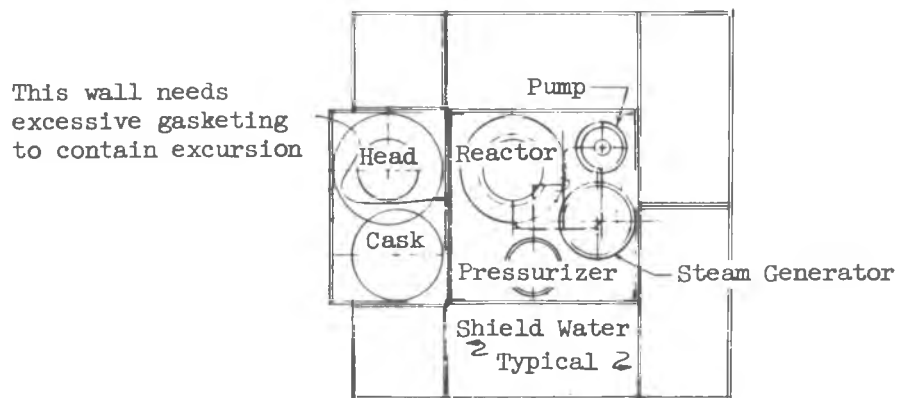 This wall needs
excessive gasketing
to contain excursion
Pump
Head
Reactor
Cask
Pressurizer
Steam Generator
Shield Water
2 Typical 2